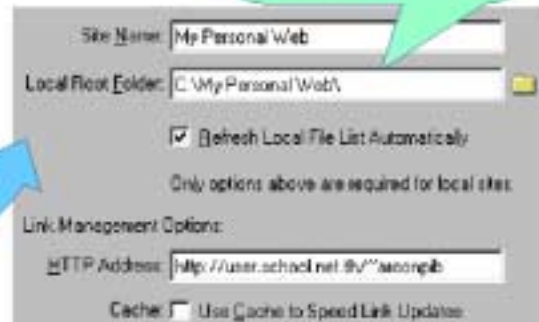 Site Name: My Personal Web
Local Root Folder: C:\My Personal Web\
Refresh Local File List Automatically
Only options above are required for local sites.
Link Management Options:
HTTP Address: http://user.school.net.th/~
Cache: Use Cache to Speed Link Updates